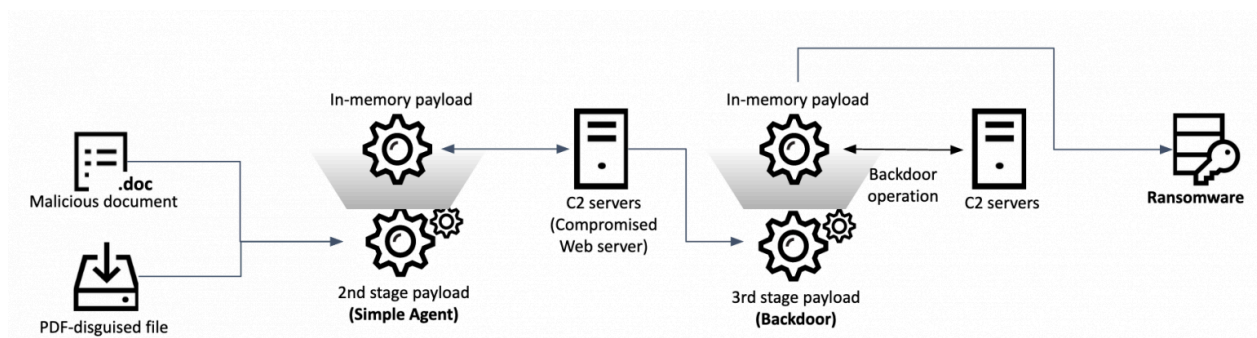 .doc
Malicious document
PDF-disguised file
In-memory payload
2nd stage payload
(Simple Agent)
C2 servers
(Compromised
Web server)
In-memory payload
3rd stage payload
(Backdoor)
Backdoor
operation
C2 servers
Ransomware